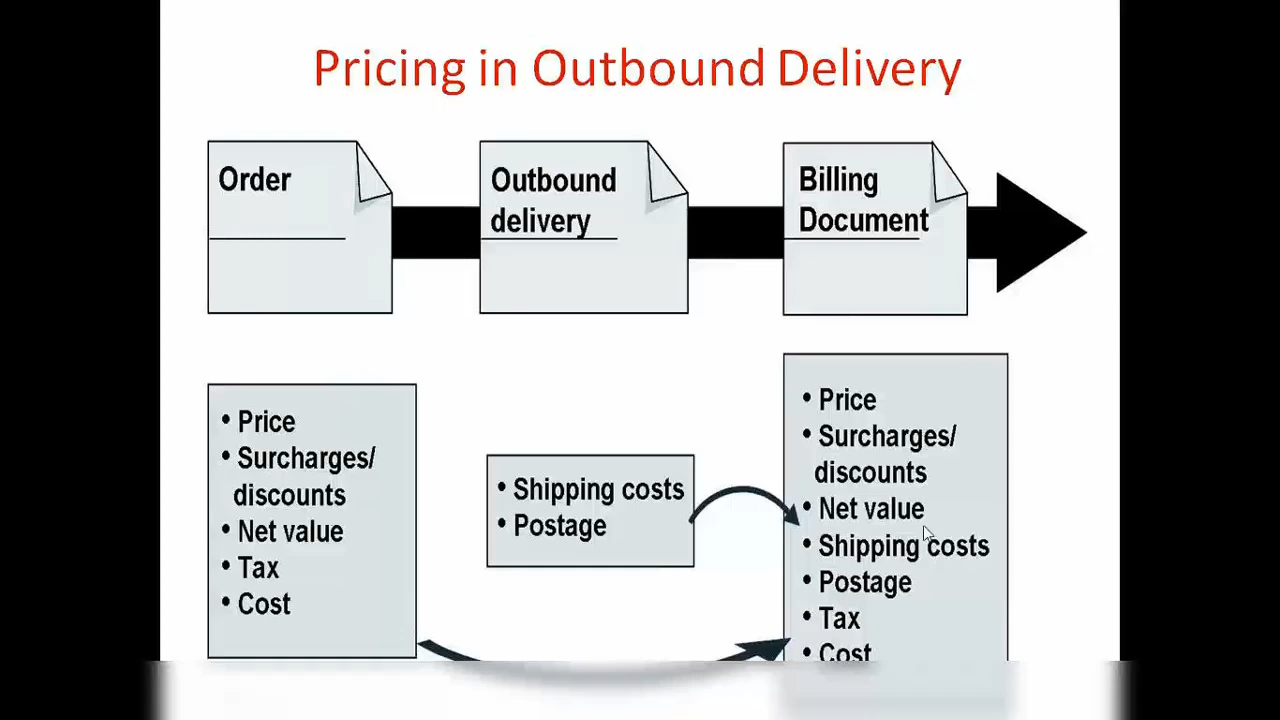 Pricing in Outbound Delivery
Order
Outbound
delivery
Billing
Document
• Price
• Surcharges/
discounts
• Net value
• Tax
• Cost
• Shipping costs
• Postage
• Price
• Surcharges/
discounts
• Net value
• Shipping costs
• Postage
• Tax
• Cost